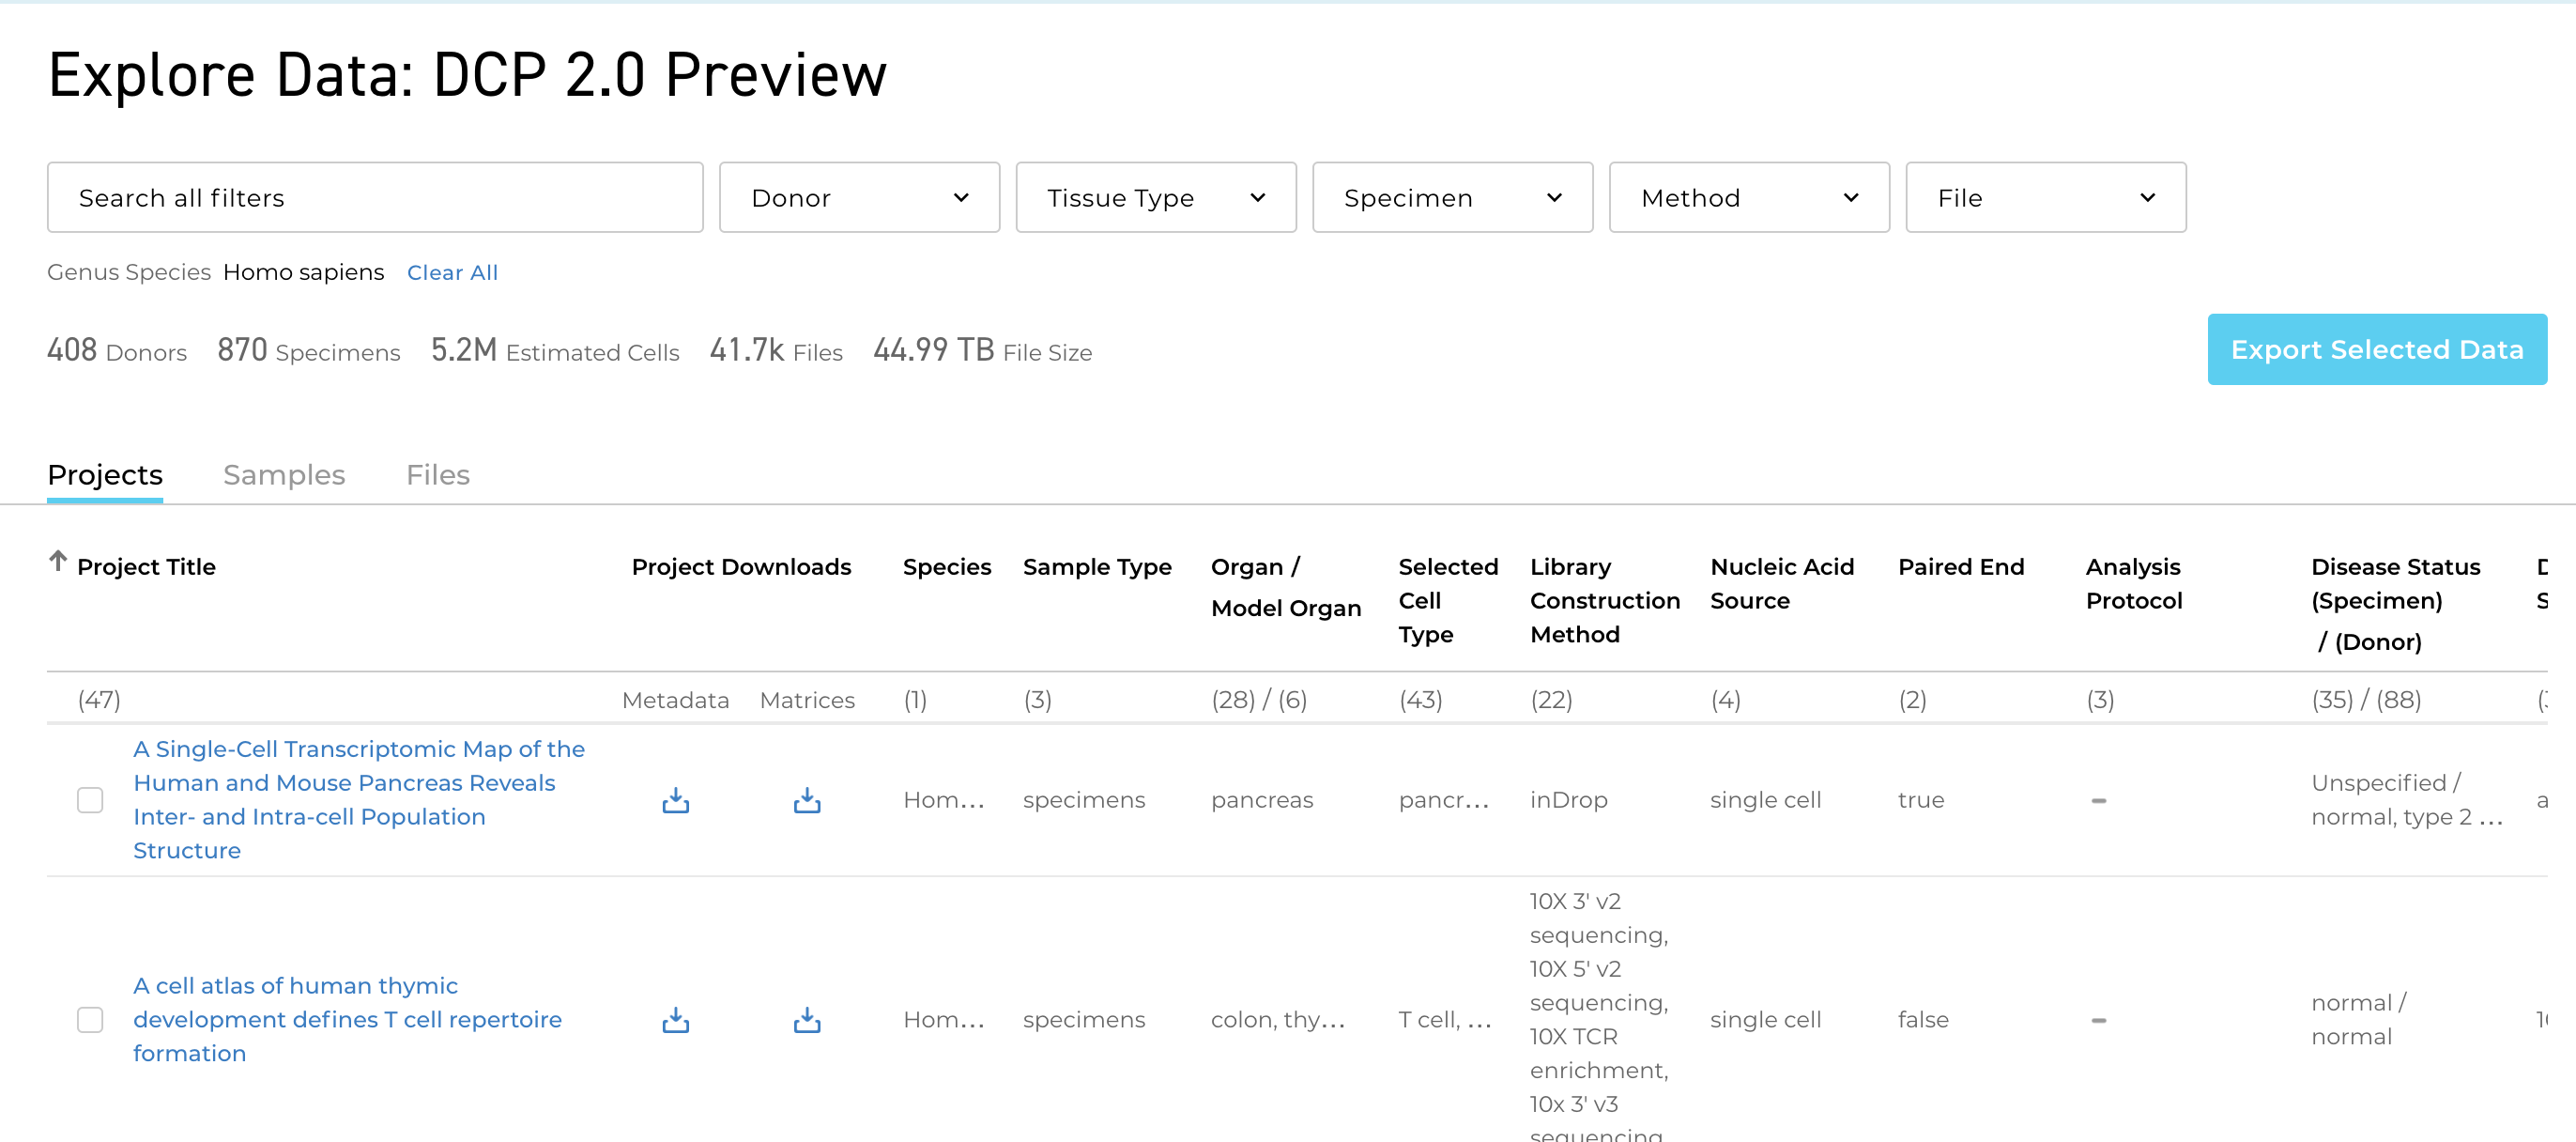 Explore Data: DCP 2.0 Preview
Search all filters
Donor
Tissue Type
Specimen
Method
File
Genus Species Homo sapiens Clear All
408 Donors 870 Specimens 5.2M Estimated Cells 41.7k Files 44.99 TB File Size
Export Selected Data
Projects Samples Files
Project Title
Project Downloads
Species
Sample Type
Organ /
Model Organ
Selected
Cell
Type
Library
Construction
Method
Nucleic Acid
Source
Paired End
Analysis
Protocol
Disease Status
(Specimen)
/ (Donor)
(47) Metadata Matrices (1) (3) (28) / (6) (43) (22) (4) (2) (3) (35) / (88)
A Single-Cell Transcriptomic Map of the
Human and Mouse Pancreas Reveals
Inter- and Intra-cell Population
Structure
Hom...
specimens
pancreas
pancr...
inDrop
single cell
true
–
Unspecified /
normal, type 2 ...
A cell atlas of human thymic
development defines T cell repertoire
formation
Hom...
specimens
colon, thy...
T cell, ...
10X 3' v2
sequencing,
10X 5' v2
sequencing,
10X TCR
enrichment,
10x 3' v3
sequencing
single cell
false
–
normal /
normal